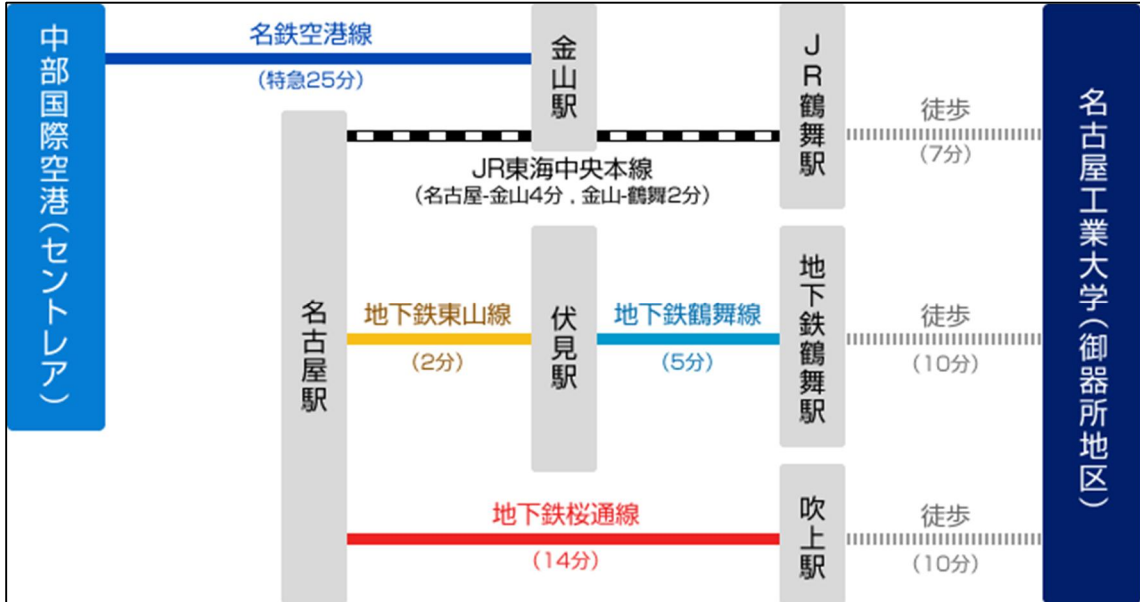 中部国際空港(セントレア)
名鉄空港線
(特急25分)
金山駅
JR鶴舞駅
徒歩
(7分)
名古屋工業大学(御器所地区)
JR東海中央本線
(名古屋-金山4分 , 金山-鶴舞2分)
名古屋駅
地下鉄東山線
(2分)
伏見駅
地下鉄鶴舞線
(5分)
地下鉄鶴舞駅
徒歩
(10分)
地下鉄桜通線
(14分)
吹上駅
徒歩
(10分)